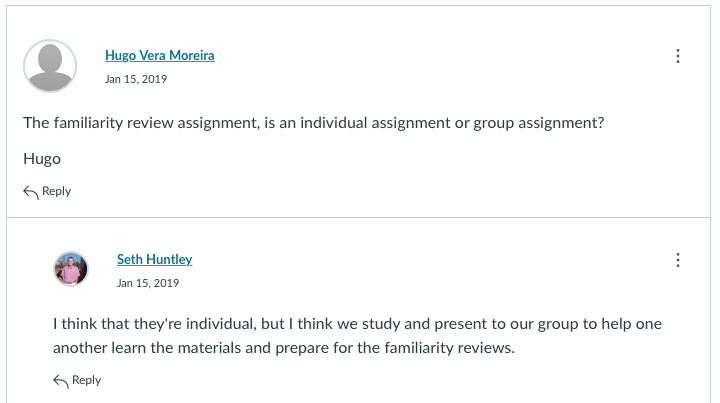 Hugo Vera Moreira
Jan 15, 2019
The familiarity review assignment, is an individual assignment or group assignment?
Hugo
Reply
Seth Huntley
Jan 15, 2019
I think that they're individual, but I think we study and present to our group to help one
another learn the materials and prepare for the familiarity reviews.
Reply